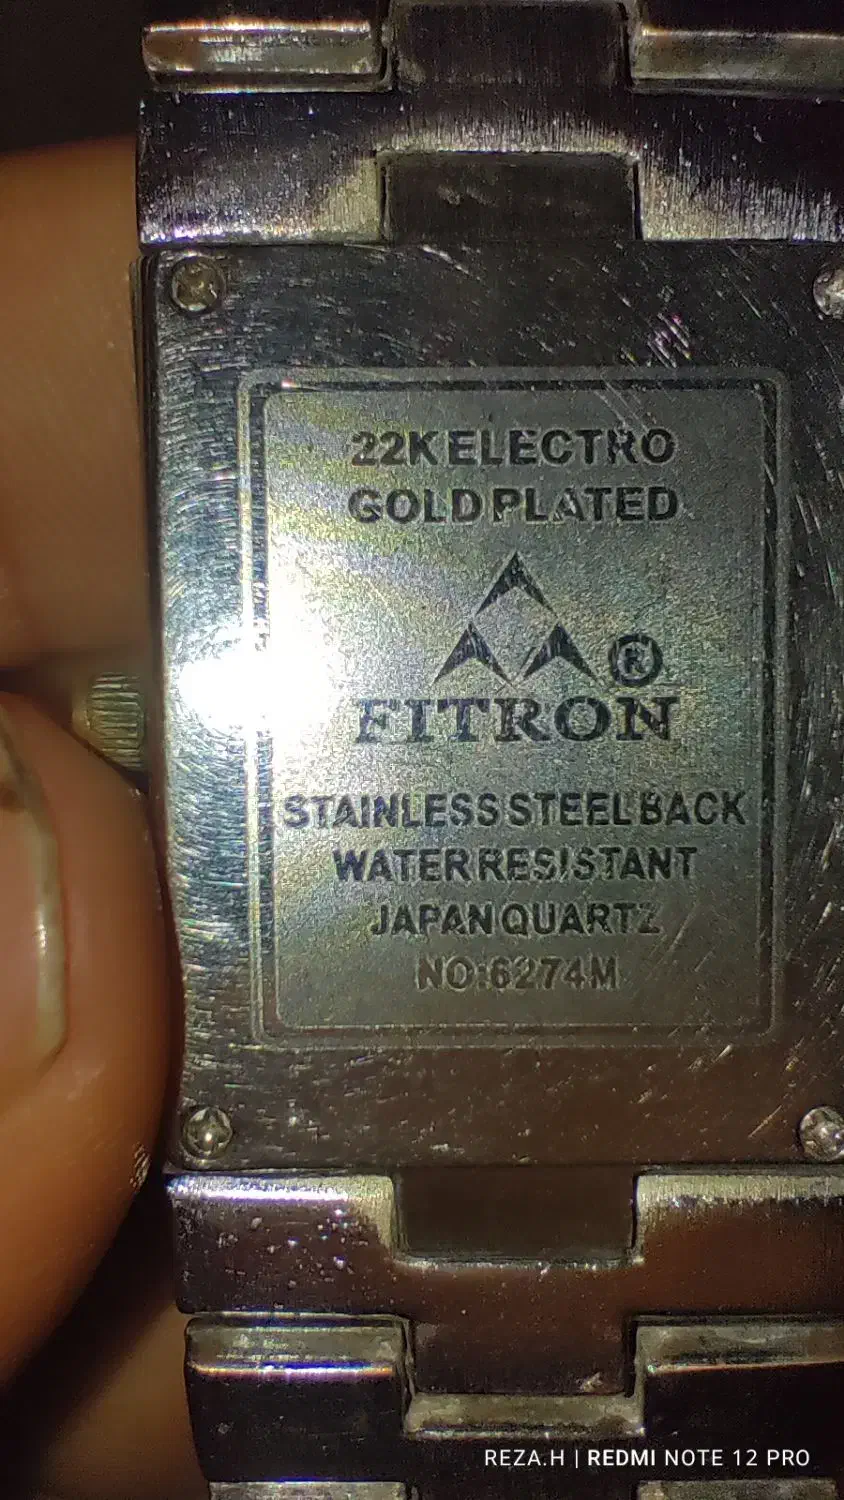 22K ELECTRO
GOLD PLATED
®
FITRON
STAINLESS STEEL BACK
WATER RESISTANT
JAPAN QUARTZ
NO:6274M
REZA.H | REDMI NOTE 12 PRO